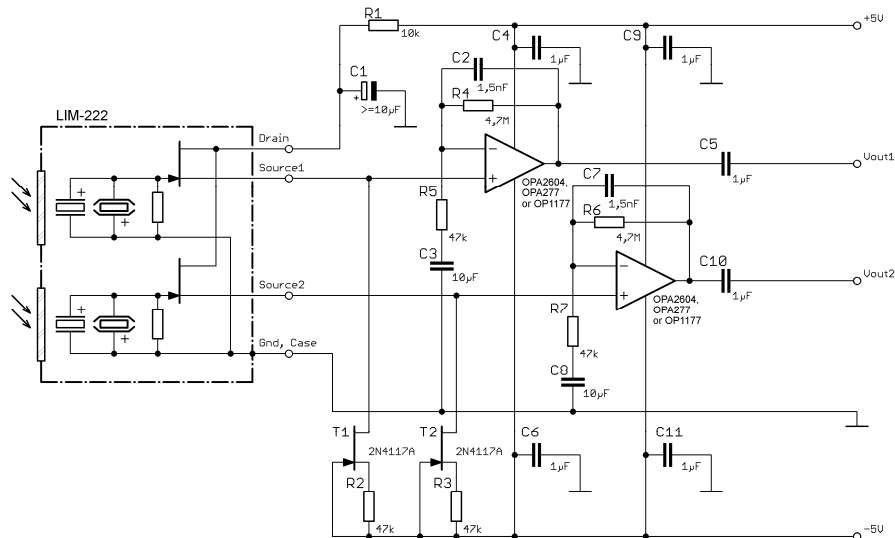 R1
10k
+5V
C4
1µF
C9
1µF
C2
1,5nF
C1
+
>=10µF
R4
4,7M
LIM-222
Drain
Source1
−
+
OPA2604,
OPA277
or OP1177
C5
1µF
Vout1
C7
1,5nF
R5
47k
R6
4,7M
+
+
C3
10µF
Source2
−
+
OPA2604,
OPA277
or OP1177
C10
1µF
Vout2
R7
47k
+
+
Gnd, Case
C8
10µF
T1
2N4117A
T2
2N4117A
C6
1µF
C11
1µF
R2
47k
R3
47k
-5V